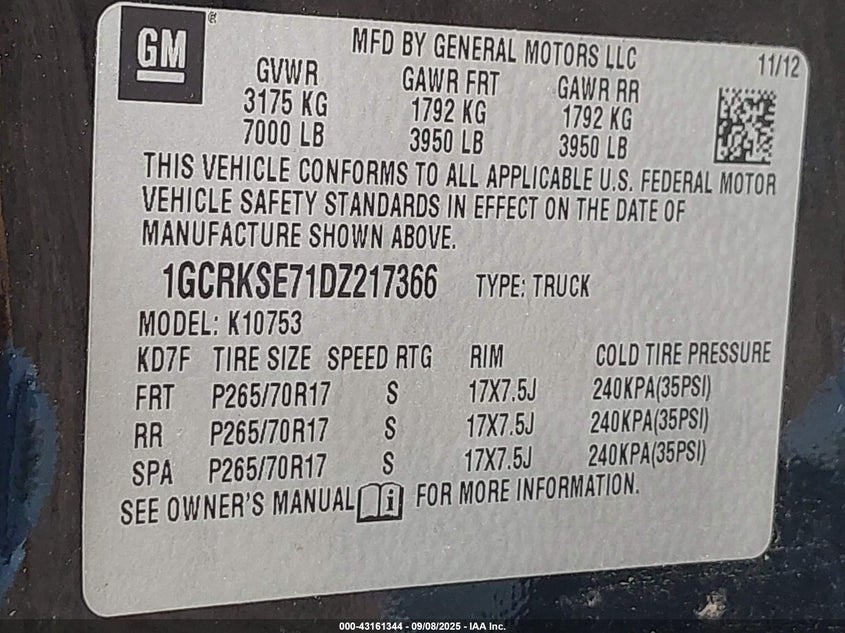 GM ®
MFD BY GENERAL MOTORS LLC 11/12
GVWR GAWR FRT GAWR RR
3175 KG 1792 KG 1792 KG
7000 LB 3950 LB 3950 LB
THIS VEHICLE CONFORMS TO ALL APPLICABLE U.S. FEDERAL MOTOR
VEHICLE SAFETY STANDARDS IN EFFECT ON THE DATE OF
MANUFACTURE SHOWN ABOVE.
1GCRKSE71DZ217366 TYPE: TRUCK
MODEL: K10753
KD7F TIRE SIZE SPEED RTG RIM COLD TIRE PRESSURE
FRT P265/70R17 S 17X7.5J 240KPA(35PSI)
RR P265/70R17 S 17X7.5J 240KPA(35PSI)
SPA P265/70R17 S 17X7.5J 240KPA(35PSI)
SEE OWNER'S MANUAL i FOR MORE INFORMATION.
000-43161344 - 09/08/2025 - IAA Inc.